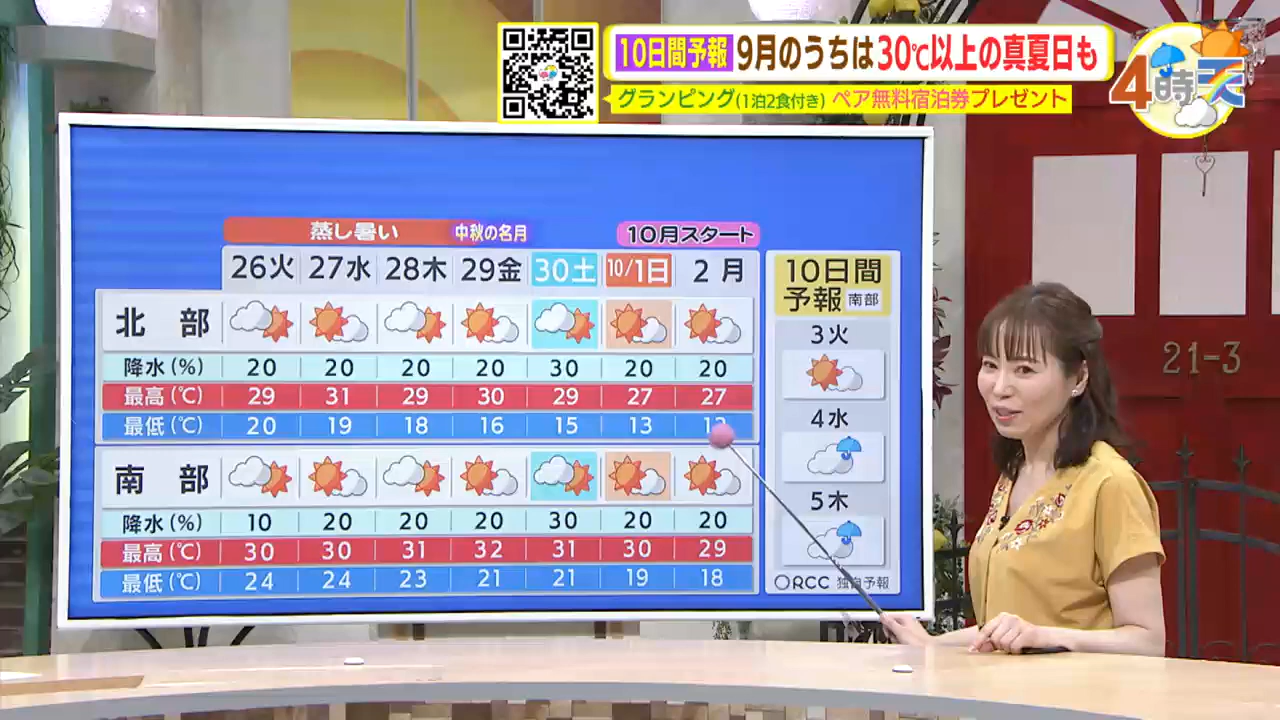 10日間予報 9月のうちは30℃以上の真夏日も
グランピング(1泊2食付き) ペア無料宿泊券プレゼント
4時天
蒸し暑い 中秋の名月 10月スタート
26火 27水 28木 29金 30土 10/1日 2月
北部
降水(%) 20 20 20 20 30 20 20
最高(℃) 29 31 29 30 29 27 27
最低(℃) 20 19 18 16 15 13
南部
降水(%) 10 20 20 20 30 20 20
最高(℃) 30 30 31 32 31 30 29
最低(℃) 24 24 23 21 21 19 18
10日間
予報 南部
3火
4水
5木
RCC 独自予報
21-3